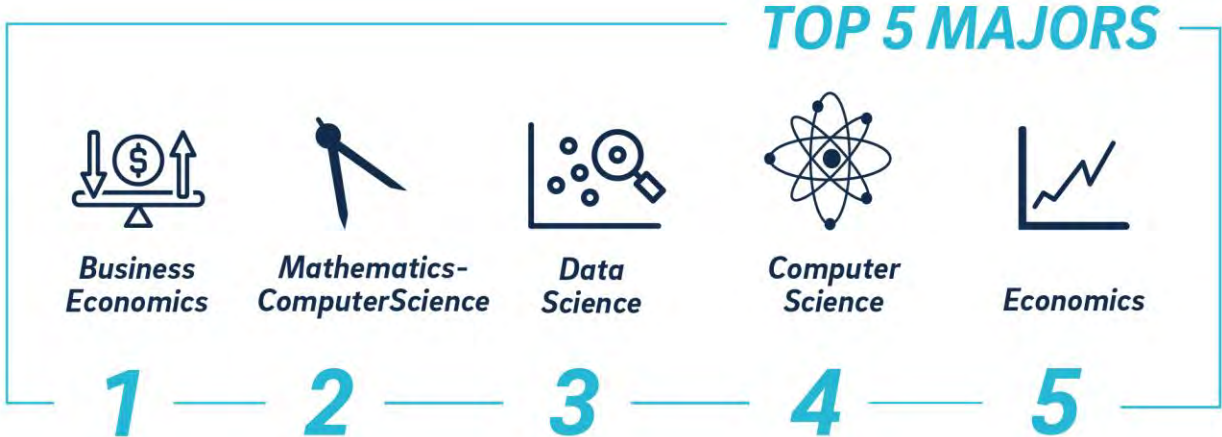 TOP 5 MAJORS
$
Business
Economics
Mathematics-
ComputerScience
Data
Science
Computer
Science
Economics
1
2
3
4
5